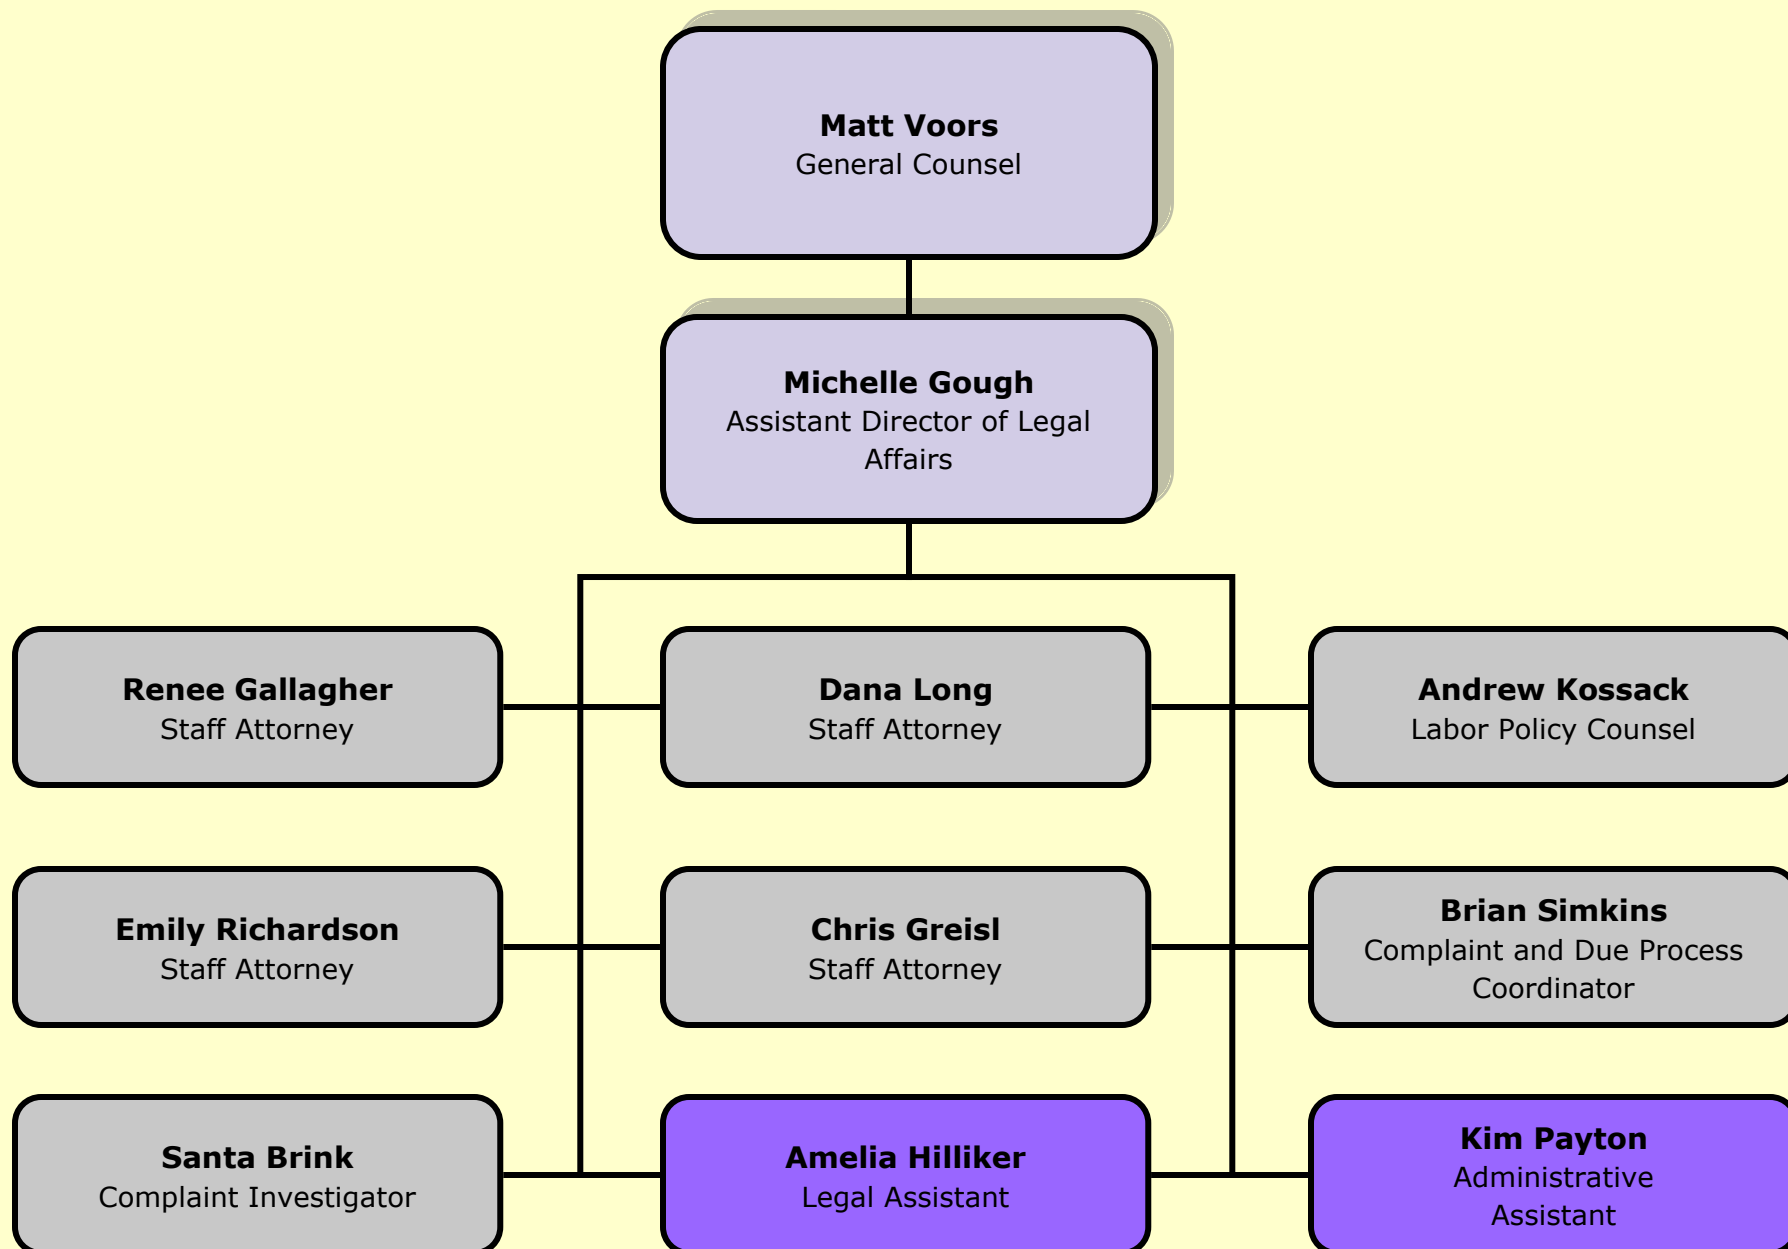 Matt Voors
General Counsel
Michelle Gough
Assistant Director of Legal
Affairs
Renee Gallagher
Staff Attorney
Dana Long
Staff Attorney
Andrew Kossack
Labor Policy Counsel
Emily Richardson
Staff Attorney
Chris Greisl
Staff Attorney
Brian Simkins
Complaint and Due Process
Coordinator
Santa Brink
Complaint Investigator
Amelia Hilliker
Legal Assistant
Kim Payton
Administrative
Assistant